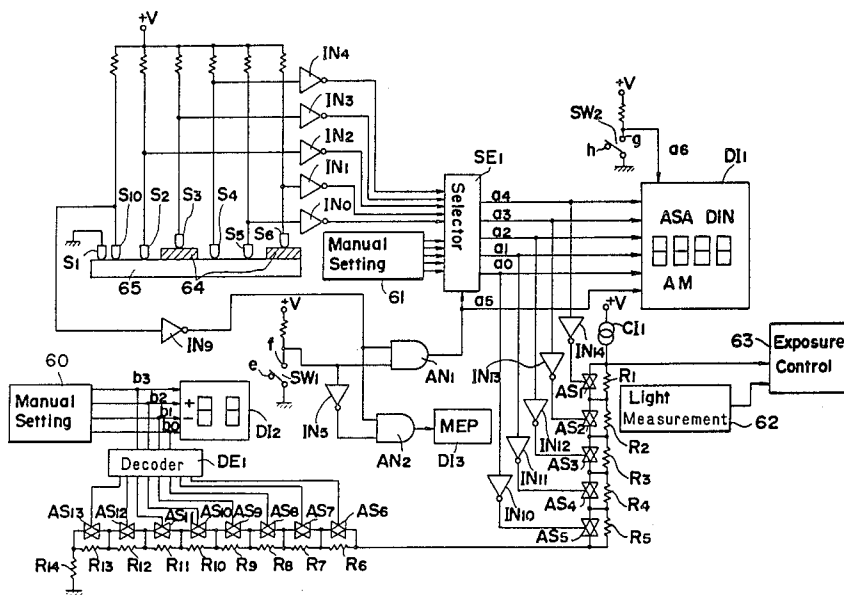 +V
IN4
IN3
IN2
IN1
IN0
S1
S10
S2
S3
S4
S5
S6
65
64
Manual
Setting
61
SE1
Selector
a4
a3
a2
a1
a0
a5
+V
SW2
g
h
a6
DI1
ASA DIN
8888
AM
IN9
+V
f
e
SW1
IN5
AN1
AN2
MEP
DI3
60
Manual
Setting
b3
b2
b1
b0
+
−
88
DI2
Decoder
DE1
+V
CI1
IN14
IN13
IN12
IN11
IN10
AS1
AS2
AS3
AS4
AS5
R1
R2
R3
R4
R5
63
Exposure
Control
Light
Measurement
62
AS13
AS12
AS11
AS10
AS9
AS8
AS7
AS6
R14
R13
R12
R11
R10
R9
R8
R7
R6